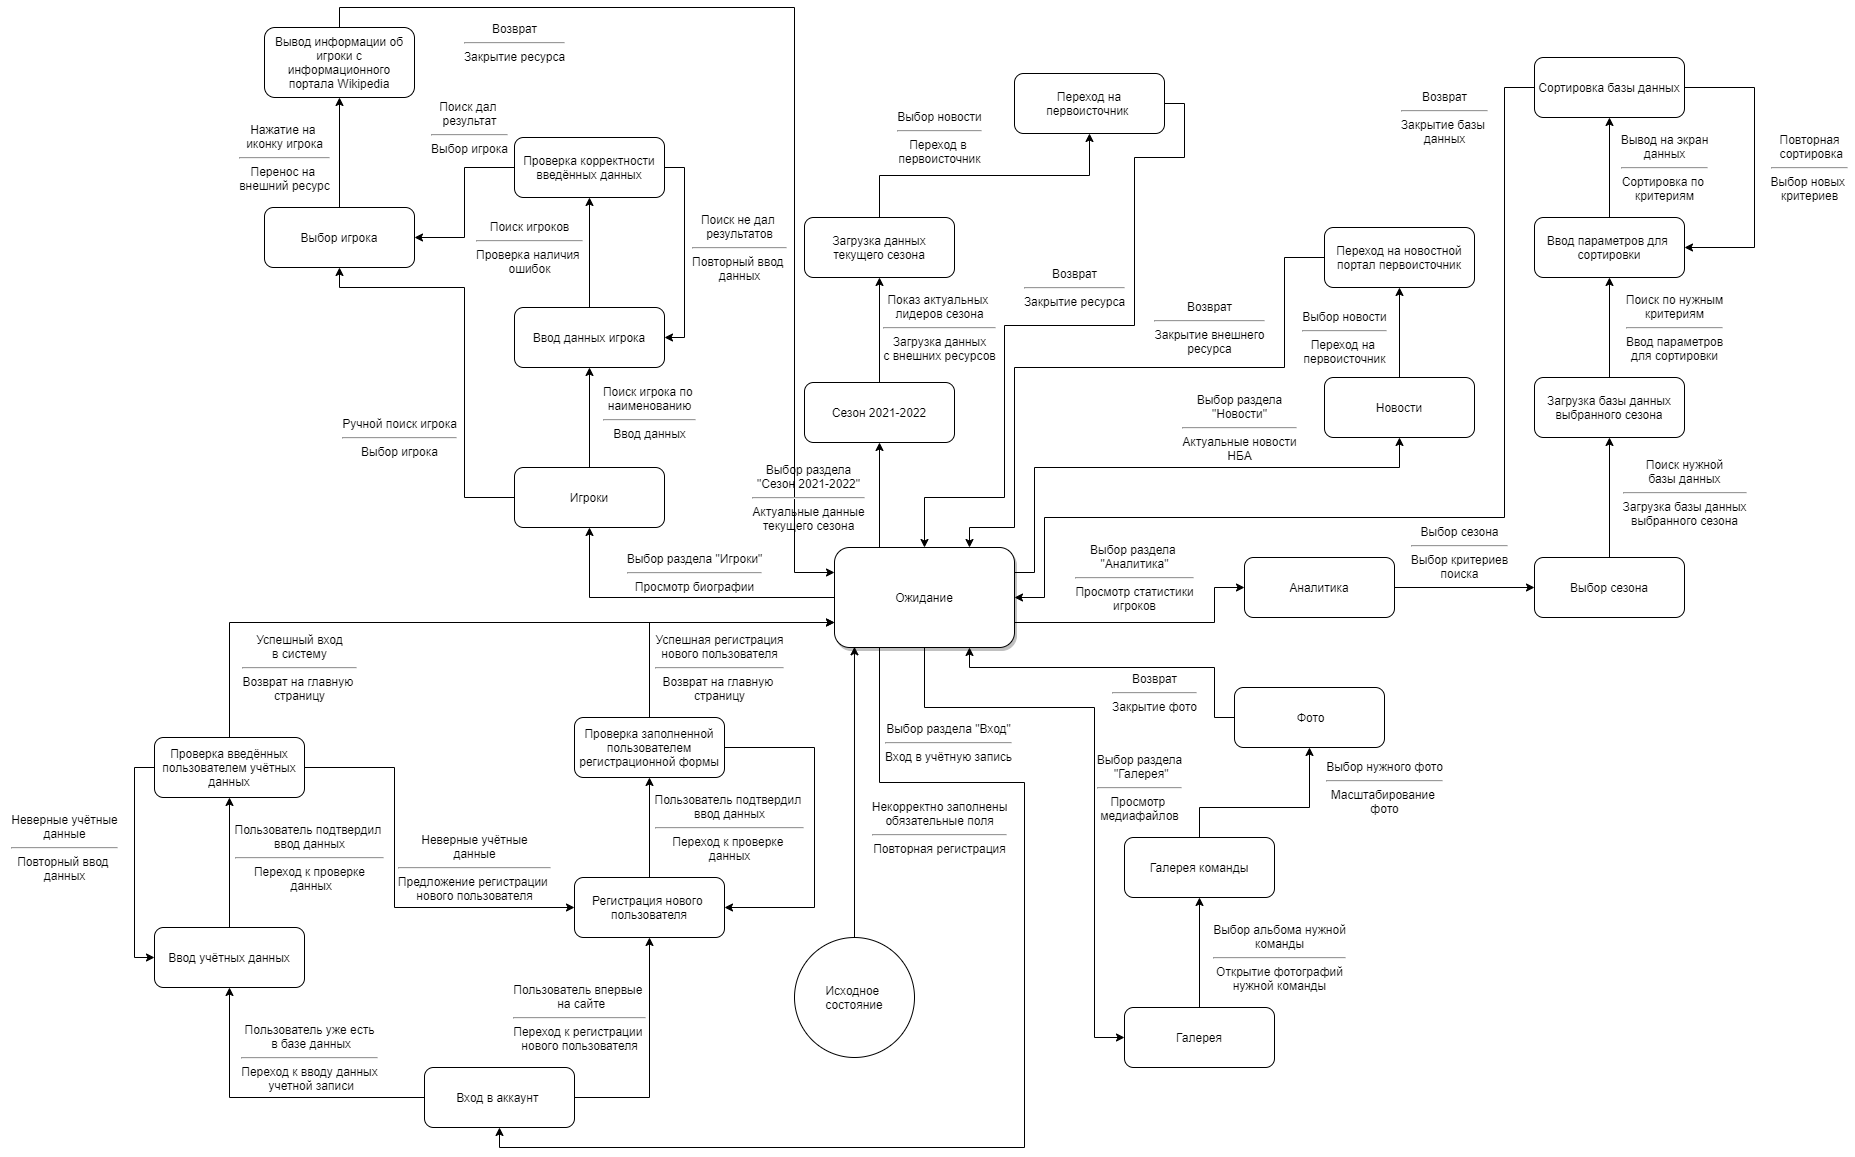 Вывод информации об
игроки с
информационного
портала Wikipedia
Возврат
Закрытие ресурса
Нажатие на
иконку игрока
Перенос на
внешний ресурс
Поиск дал
результат
Выбор игрока
Проверка корректности
введённых данных
Выбор игрока
Поиск игроков
Проверка наличия
ошибок
Поиск не дал
результатов
Повторный ввод
данных
Ввод данных игрока
Ручной поиск игрока
Выбор игрока
Поиск игрока по
наименованию
Ввод данных
Игроки
Выбор раздела "Игроки"
Просмотр биографии
Переход на
первоисточник
Выбор новости
Переход в
первоисточник
Загрузка данных
текущего сезона
Возврат
Закрытие ресурса
Показ актуальных
лидеров сезона
Загрузка данных
с внешних ресурсов
Сезон 2021-2022
Выбор раздела
"Сезон 2021-2022"
Актуальные данные
текущего сезона
Переход на новостной
портал первоисточник
Возврат
Закрытие внешнего
ресурса
Выбор новости
Переход на
первоисточник
Новости
Выбор раздела
"Новости"
Актуальные новости
НБА
Сортировка базы данных
Возврат
Закрытие базы
данных
Вывод на экран
данных
Сортировка по
критериям
Повторная
сортировка
Выбор новых
критериев
Ввод параметров для
сортировки
Поиск по нужным
критериям
Ввод параметров
для сортировки
Загрузка базы данных
выбранного сезона
Поиск нужной
базы данных
Загрузка базы данных
выбранного сезона
Выбор сезона
Выбор критериев
поиска
Выбор сезона
Аналитика
Выбор раздела
"Аналитика"
Просмотр статистики
игроков
Ожидание
Успешный вход
в систему
Возврат на главную
страницу
Успешная регистрация
нового пользователя
Возврат на главную
страницу
Проверка введённых
пользователем учётных
данных
Проверка заполненной
пользователем
регистрационной формы
Неверные учётные
данные
Повторный ввод
данных
Пользователь подтвердил
ввод данных
Переход к проверке
данных
Неверные учётные
данные
Предложение регистрации
нового пользователя
Пользователь подтвердил
ввод данных
Переход к проверке
данных
Некорректно заполнены
обязательные поля
Повторная регистрация
Регистрация нового
пользователя
Ввод учётных данных
Пользователь уже есть
в базе данных
Переход к вводу данных
учетной записи
Пользователь впервые
на сайте
Переход к регистрации
нового пользователя
Вход в аккаунт
Исходное
состояние
Выбор раздела "Вход"
Вход в учётную запись
Возврат
Закрытие фото
Фото
Выбор раздела
"Галерея"
Просмотр
медиафайлов
Выбор нужного фото
Масштабирование
фото
Галерея команды
Выбор альбома нужной
команды
Открытие фотографий
нужной команды
Галерея